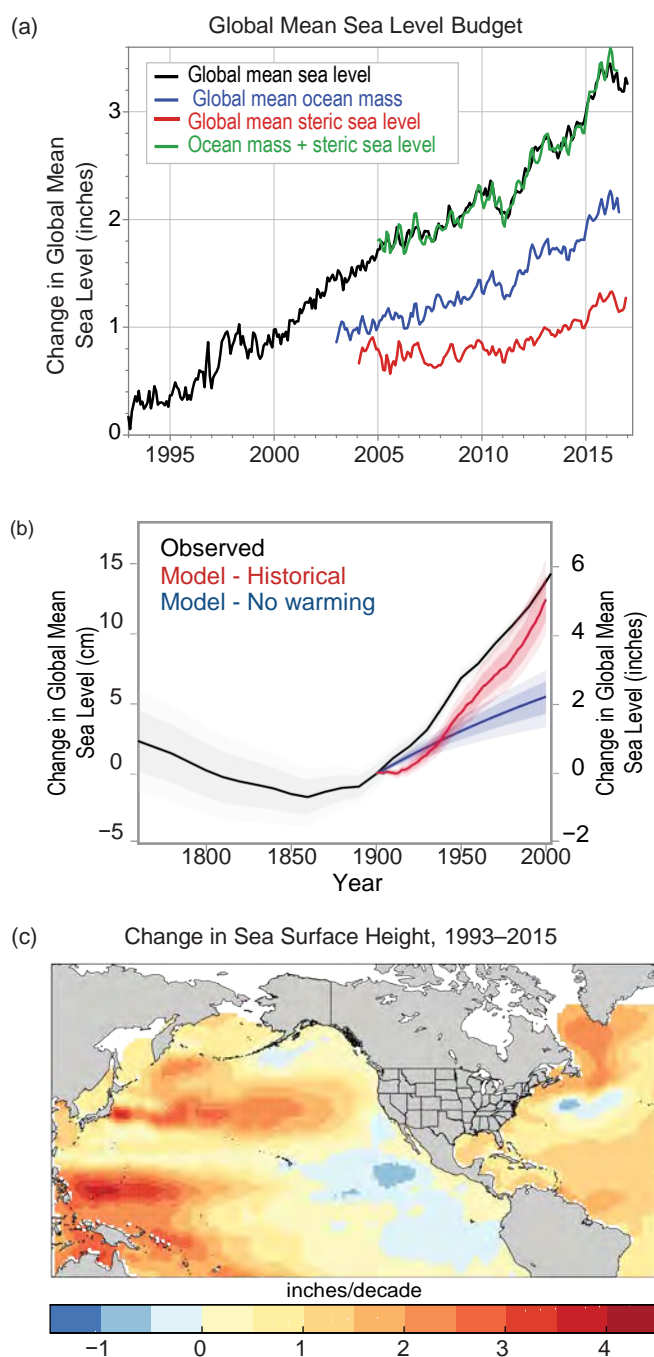 (a) Global Mean Sea Level Budget
Global mean sea level
Global mean ocean mass
Global mean steric sea level
Ocean mass + steric sea level
Change in Global Mean
Sea Level (inches)
3
2
1
0
1995 2000 2005 2010 2015
(b)
Observed
Model - Historical
Model - No warming
Change in Global Mean
Sea Level (cm)
15
10
5
0
−5
Change in Global Mean
Sea Level (inches)
6
4
2
0
−2
1800 1850 1900 1950 2000
Year
(c) Change in Sea Surface Height, 1993–2015
inches/decade
−1 0 1 2 3 4